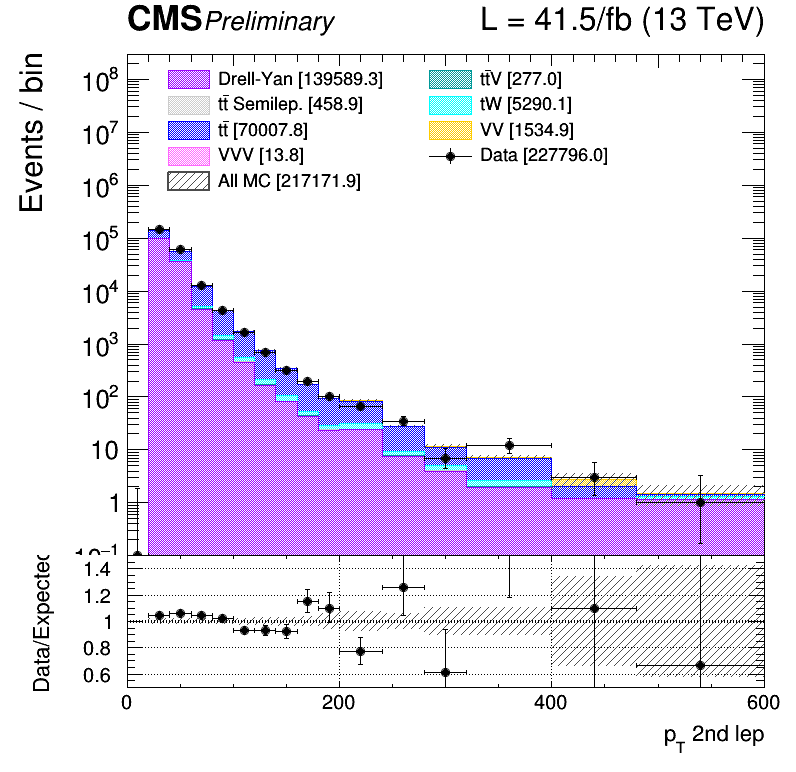 CMS Preliminary L = 41.5/fb (13 TeV)
Events / bin
Drell-Yan [139589.3]
tt̄ Semilep. [458.9]
tt̄ [70007.8]
VVV [13.8]
All MC [217171.9]
tt̄V [277.0]
tW [5290.1]
VV [1534.9]
Data [227796.0]
10⁸
10⁷
10⁶
10⁵
10⁴
10³
10²
10
1
10⁻¹
Data/Expected
1.4
1.2
1
0.8
0.6
0 200 400 600
p_T 2nd lep